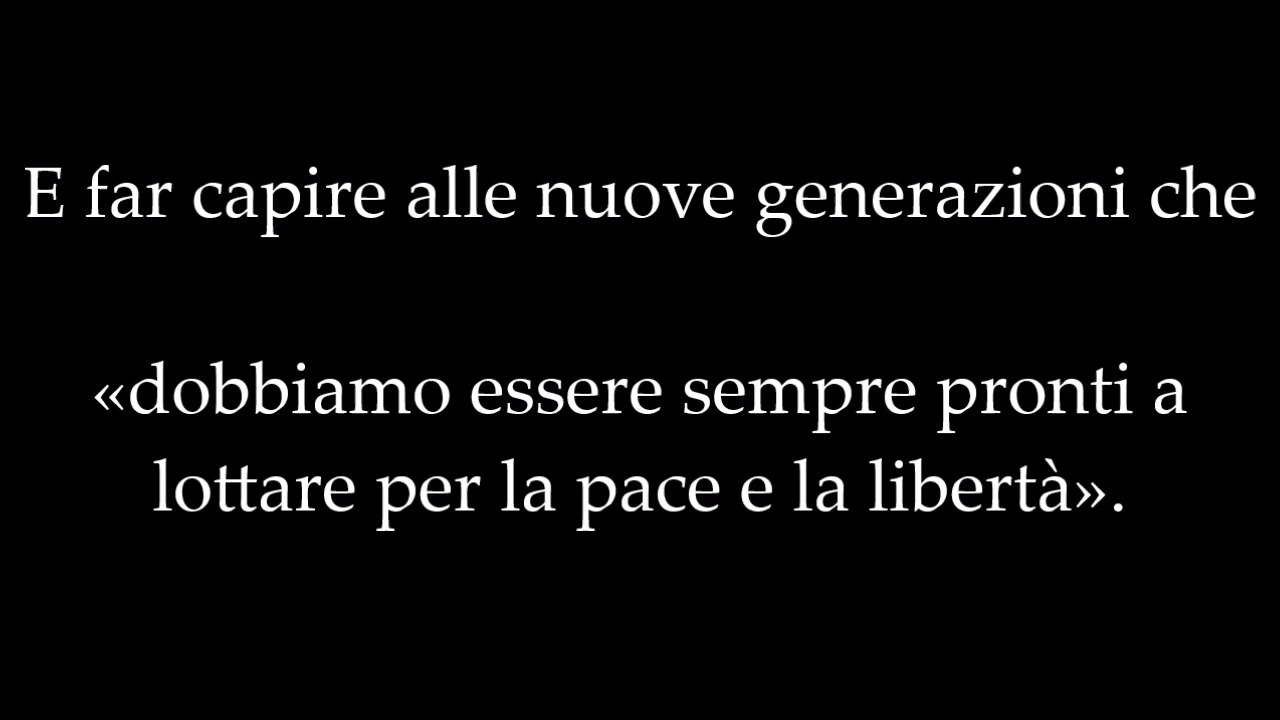 E far capire alle nuove generazioni che
«dobbiamo essere sempre pronti a
lottare per la pace e la libertà».